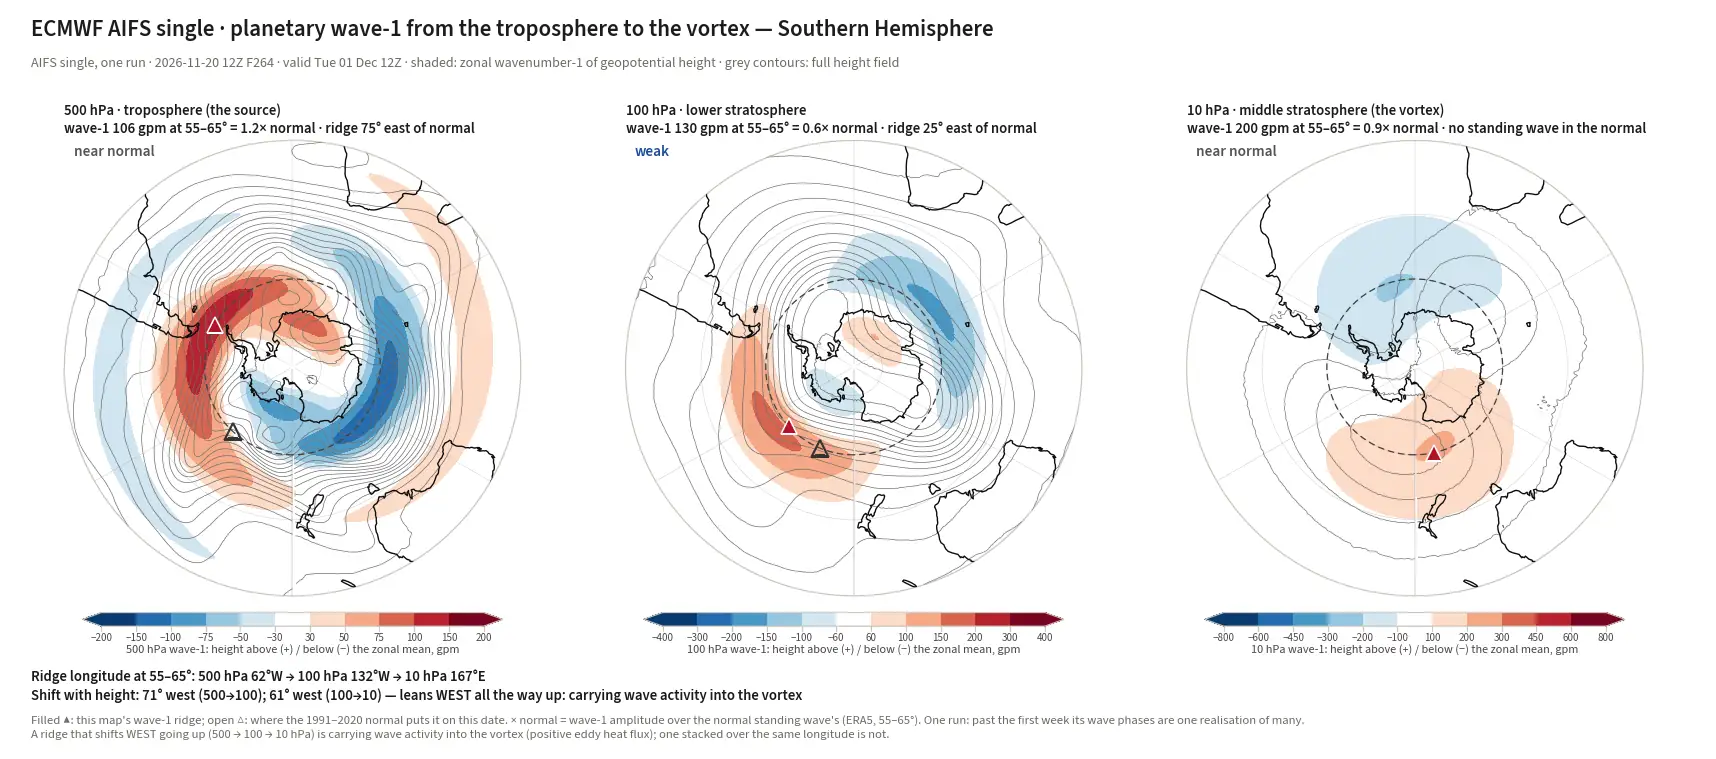 ECMWF AIFS single · planetary wave-1 from the troposphere to the vortex — Southern Hemisphere
AIFS single, one run · 2026-11-20 12Z F264 · valid Tue 01 Dec 12Z · shaded: zonal wavenumber-1 of geopotential height · grey contours: full height field
500 hPa · troposphere (the source)
wave-1 106 gpm at 55–65° = 1.2× normal · ridge 75° east of normal
near normal
100 hPa · lower stratosphere
wave-1 130 gpm at 55–65° = 0.6× normal · ridge 25° east of normal
weak
10 hPa · middle stratosphere (the vortex)
wave-1 200 gpm at 55–65° = 0.9× normal · no standing wave in the normal
near normal
−200 −150 −100 −75 −50 −30 30 50 75 100 150 200
500 hPa wave-1: height above (+) / below (−) the zonal mean, gpm
−400 −300 −200 −150 −100 −60 60 100 150 200 300 400
100 hPa wave-1: height above (+) / below (−) the zonal mean, gpm
−800 −600 −450 −300 −200 −100 100 200 300 450 600 800
10 hPa wave-1: height above (+) / below (−) the zonal mean, gpm
Ridge longitude at 55–65°: 500 hPa 62°W → 100 hPa 132°W → 10 hPa 167°E
Shift with height: 71° west (500→100); 61° west (100→10) — leans WEST all the way up: carrying wave activity into the vortex
Filled ▲: this map's wave-1 ridge; open △: where the 1991–2020 normal puts it on this date. × normal = wave-1 amplitude over the normal standing wave's (ERA5, 55–65°). One run: past the first week its wave phases are one realisation of many.
A ridge that shifts WEST going up (500 → 100 → 10 hPa) is carrying wave activity into the vortex (positive eddy heat flux); one stacked over the same longitude is not.